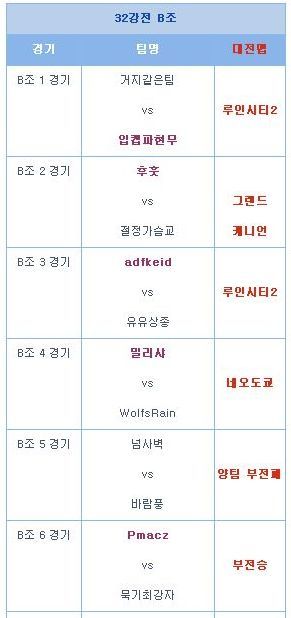 32강전 B조
경기 팀명 대전맵
B조 1 경기
거지같은팀
vs
입캡파현무
루인시티2
B조 2 경기
후훗
vs
절정가슴교
그랜드
캐니언
B조 3 경기
adfkeid
vs
유유상종
루인시티2
B조 4 경기
밀리샤
vs
WolfsRain
네오도쿄
B조 5 경기
넘사벽
vs
바람풍
양팀 부전패
B조 6 경기
Pmacz
vs
묵기최강자
부전승